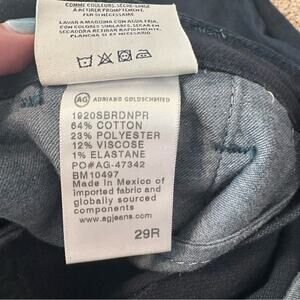 COMME COULEURS. SÈCHE-LINGE
À RETIRER PROMPTEMENT.
FER SI NÉCESSAIRE
LAVAR A MAQUINA CON AGUA FRIA,
CON COLORES SIMILARES, SECAR EN
SECADORA RETIRAR RAPIDAMENTE,
PLANCHA SI ES NECESARIO
AG ADRIANO GOLDSCHMIED
1920SBRDNPR
64% COTTON
23% POLYESTER
12% VISCOSE
1% ELASTANE
PO#AG-47342
BM10497
Made in Mexico of
imported fabric and
globally sourced
components
www.agjeans.com
29R